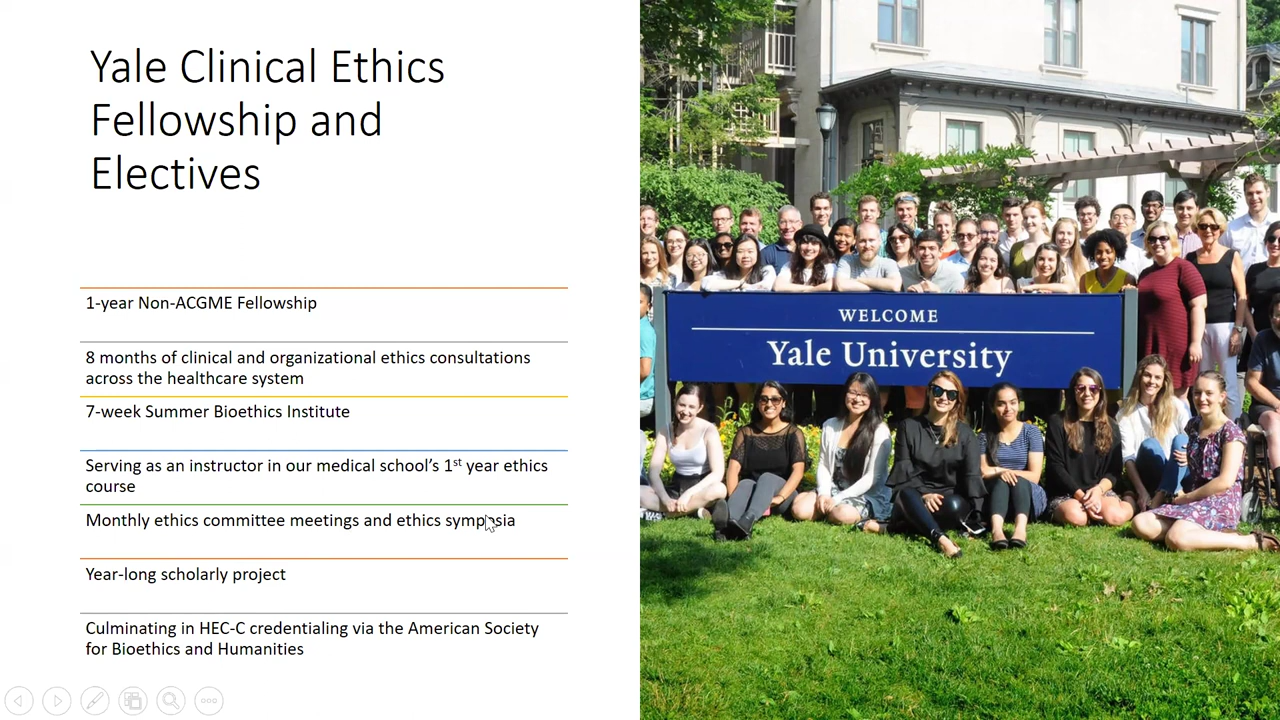 Yale Clinical Ethics
Fellowship and
Electives
1-year Non-ACGME Fellowship
8 months of clinical and organizational ethics consultations
across the healthcare system
7-week Summer Bioethics Institute
Serving as an instructor in our medical school’s 1st year ethics
course
Monthly ethics committee meetings and ethics symposia
Year-long scholarly project
Culminating in HEC-C credentialing via the American Society
for Bioethics and Humanities
WELCOME
Yale University